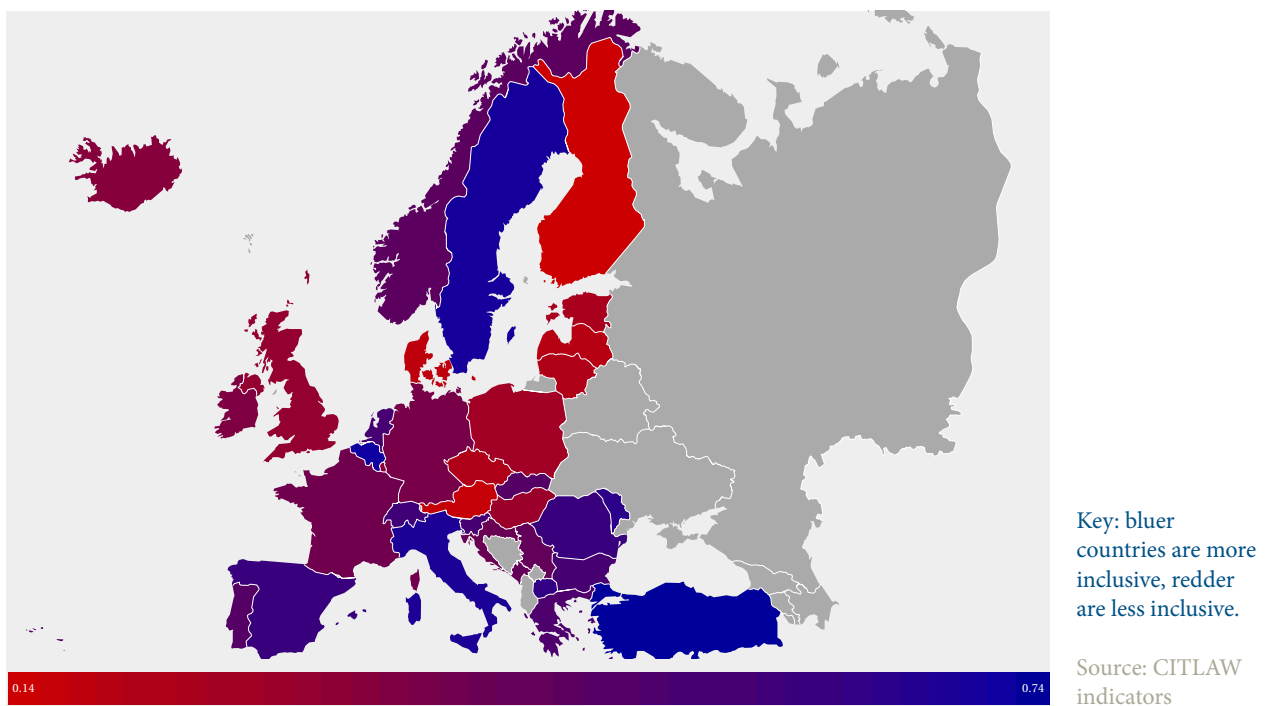 Key: bluer
countries are more
inclusive, redder
are less inclusive.
Source: CITLAW
indicators
0.14
0.74